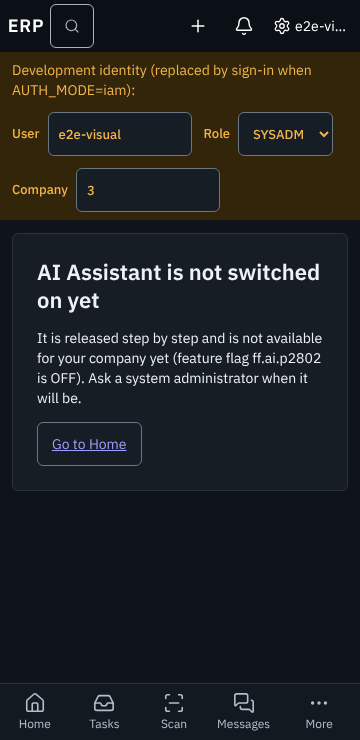 ERP
e2e-vi...
Development identity (replaced by sign-in when
AUTH_MODE=iam):
User e2e-visual Role SYSADM
Company 3
AI Assistant is not switched
on yet
It is released step by step and is not available
for your company yet (feature flag ff.ai.p2802
is OFF). Ask a system administrator when it
will be.
Go to Home
Home Tasks Scan Messages More